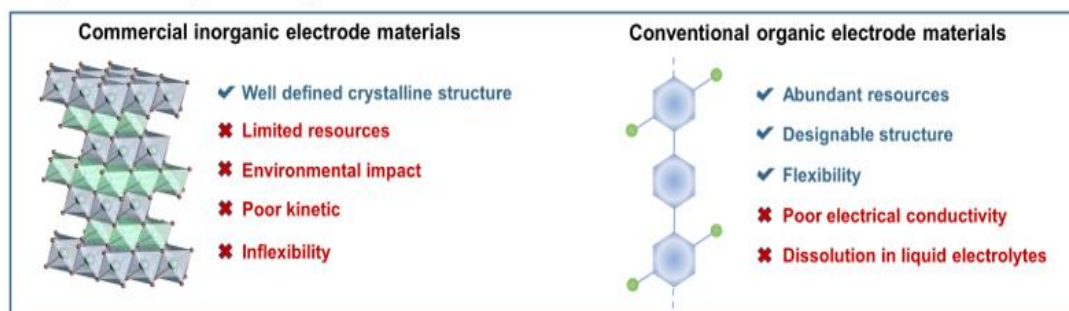 Commercial inorganic electrode materials
✔ Well defined crystalline structure
✖ Limited resources
✖ Environmental impact
✖ Poor kinetic
✖ Inflexibility
Conventional organic electrode materials
✔ Abundant resources
✔ Designable structure
✔ Flexibility
✖ Poor electrical conductivity
✖ Dissolution in liquid electrolytes